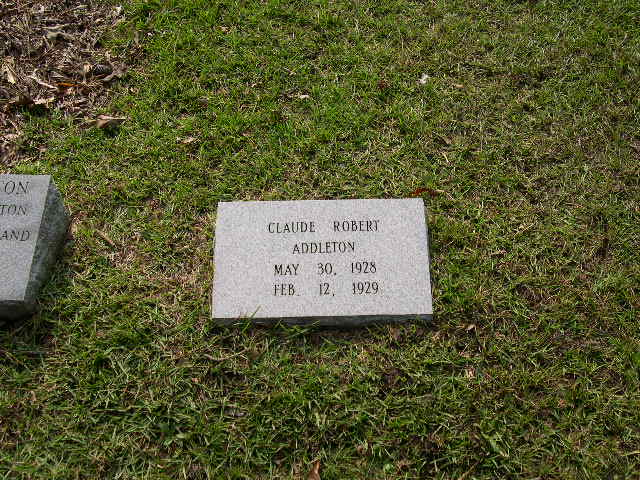 ON
TON
AND
CLAUDE ROBERT
ADDLETON
MAY 30, 1928
FEB. 12, 1929